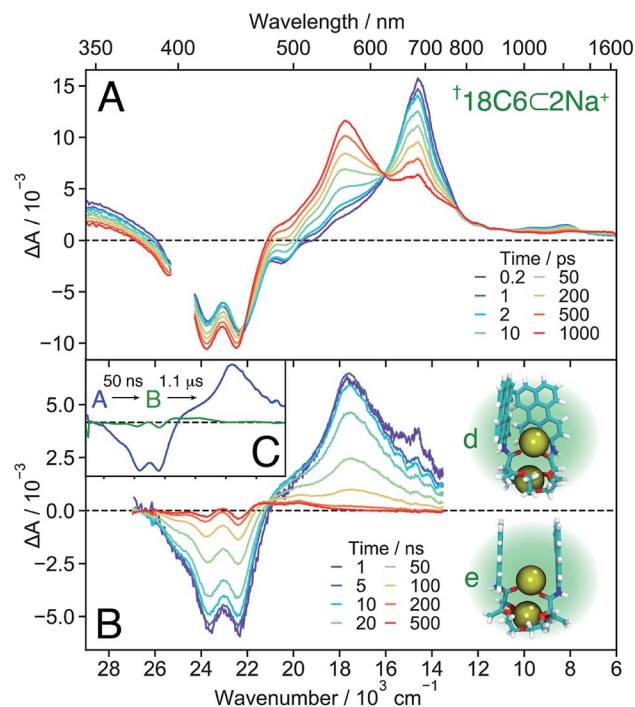 Wavelength / nm
350 400 500 600 700 800 1000 1600
A
†18C6⊂2Na⁺
ΔA / 10⁻³
15
10
5
0
−5
−10
Time / ps
0.2 50
1 200
2 500
10 1000
50 ns 1.1 μs
A B
C
d
e
ΔA / 10⁻³
5.0
2.5
0.0
−2.5
−5.0
Time / ns
1 50
5 100
10 200
20 500
B
28 26 24 22 20 18 16 14 12 10 8 6
Wavenumber / 10³ cm⁻¹